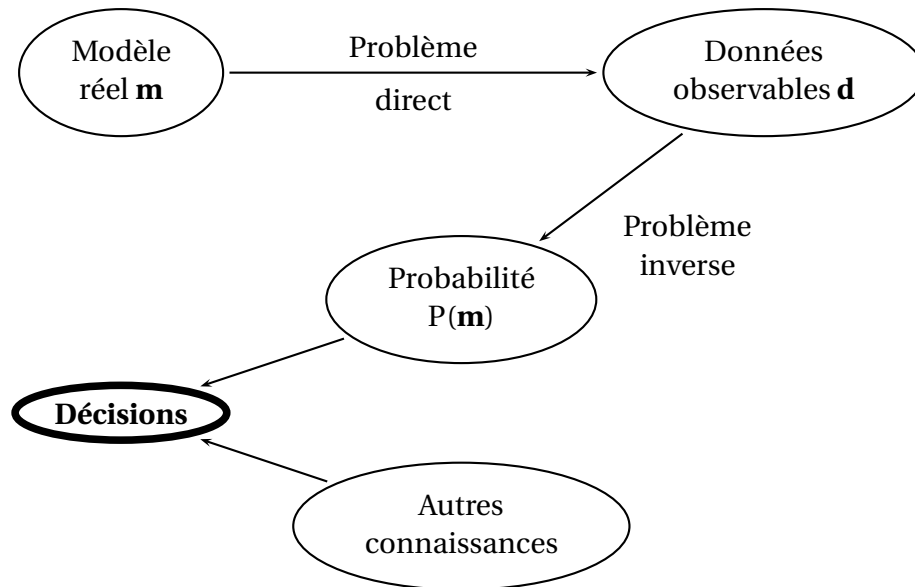 Modèle
réel m
Problème
direct
Données
observables d
Problème
inverse
Probabilité
P(m)
Décisions
Autres
connaissances